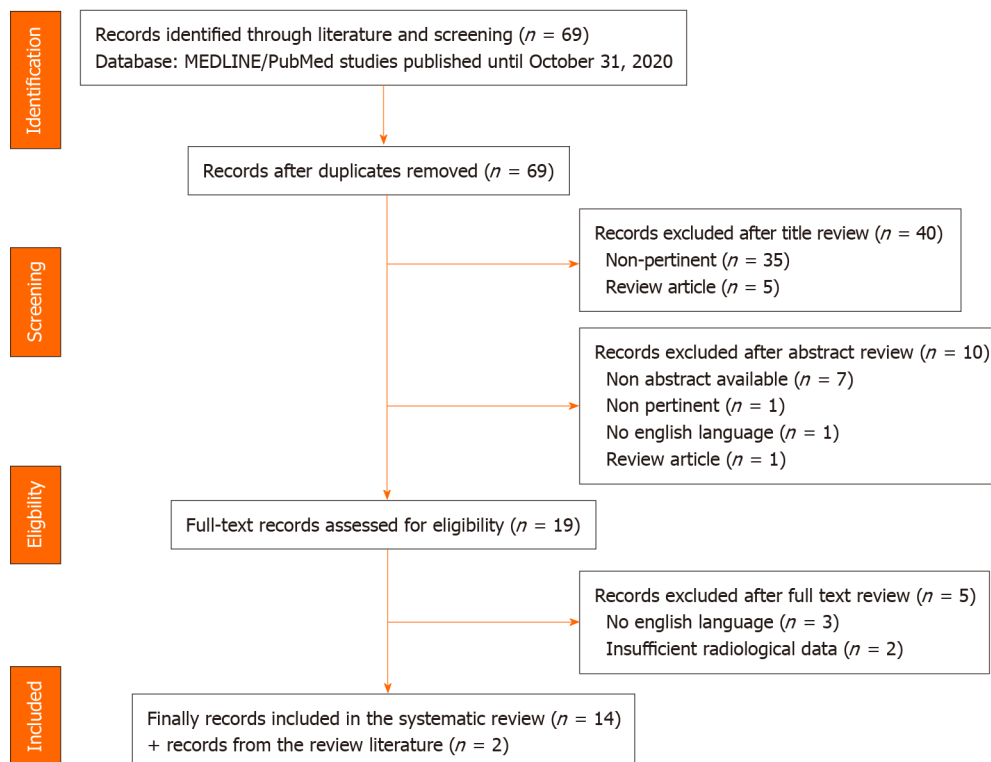 Identification
Records identified through literature and screening (n = 69)
Database: MEDLINE/PubMed studies published until October 31, 2020
Records after duplicates removed (n = 69)
Screening
Records excluded after title review (n = 40)
Non-pertinent (n = 35)
Review article (n = 5)
Records excluded after abstract review (n = 10)
Non abstract available (n = 7)
Non pertinent (n = 1)
No english language (n = 1)
Review article (n = 1)
Eligibility
Full-text records assessed for eligibility (n = 19)
Records excluded after full text review (n = 5)
No english language (n = 3)
Insufficient radiological data (n = 2)
Included
Finally records included in the systematic review (n = 14)
+ records from the review literature (n = 2)